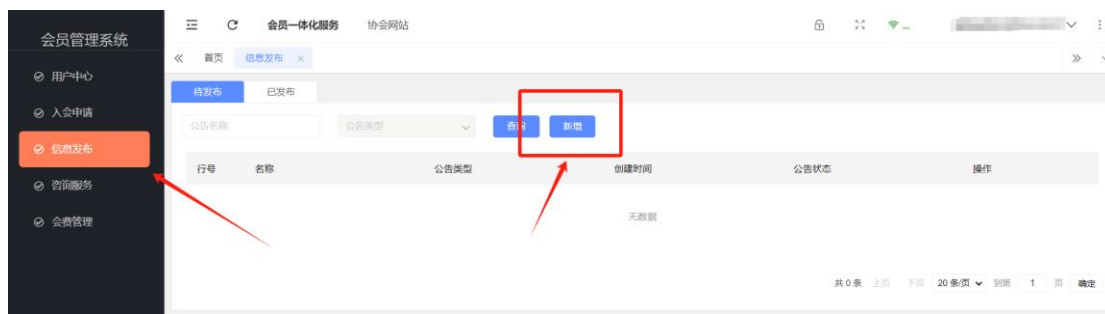 会员管理系统
会员一体化服务 协会网站
首页 信息发布
用户中心
入会申请
信息发布
咨询服务
会费管理
待发布 已发布
公告名称 公告类型 查询 新增
行号 名称 公告类型 创建时间 公告状态 操作
无数据
共 0 条 上页 下页 20 条/页 到第 1 页 确定